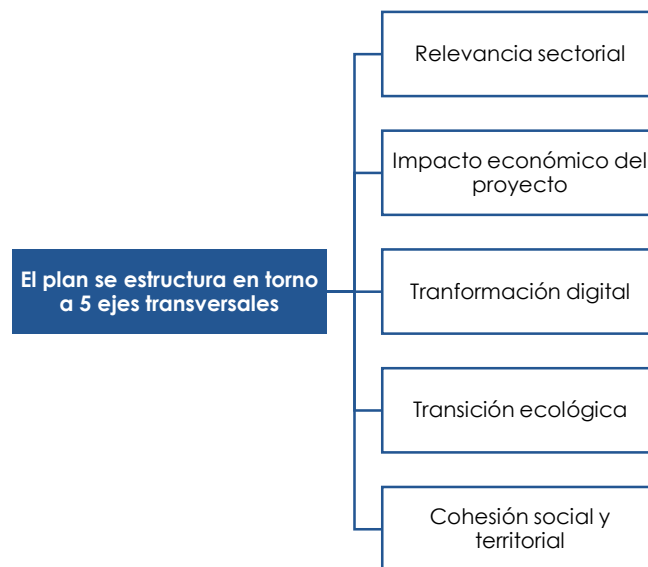 Relevancia sectorial
Impacto económico del
proyecto
El plan se estructura en torno
a 5 ejes transversales
Tranformación digital
Transición ecológica
Cohesión social y
territorial